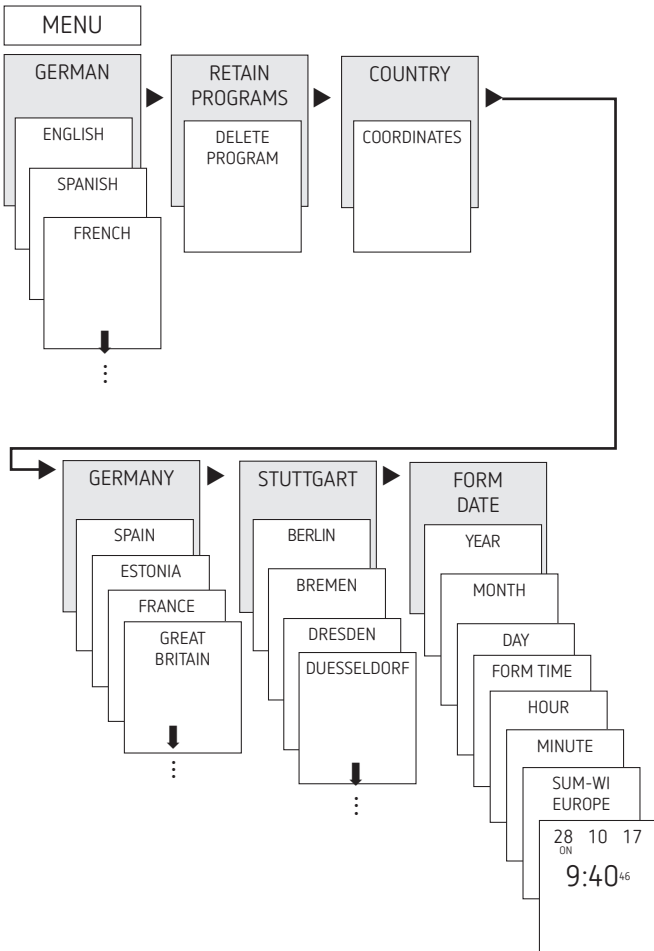 MENU
GERMAN
ENGLISH
SPANISH
FRENCH
RETAIN
PROGRAMS
DELETE
PROGRAM
COUNTRY
COORDINATES
GERMANY
SPAIN
ESTONIA
FRANCE
GREAT
BRITAIN
STUTTGART
BERLIN
BREMEN
DRESDEN
DUESSELDORF
FORM
DATE
YEAR
MONTH
DAY
FORM TIME
HOUR
MINUTE
SUM-WI
EUROPE
28 10 17
ON
9:40 46